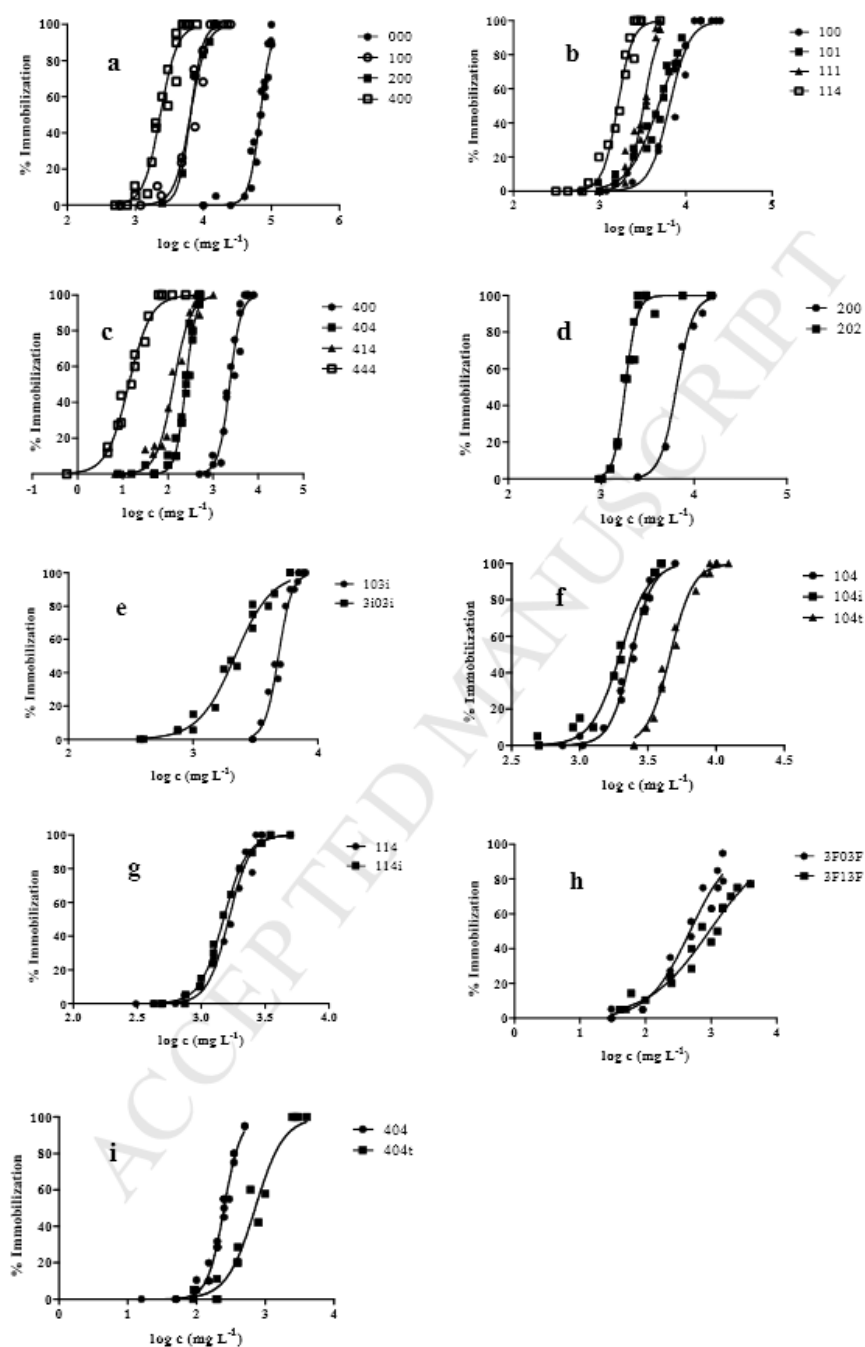 a
% Immobilization
100
80
60
40
20
0
2 3 4 5 6
log c (mg L-1)
000
100
200
400
b
% Immobilization
100
80
60
40
20
0
2 3 4 5
log c (mg L-1)
100
101
111
114
c
% Immobilization
100
80
60
40
20
-1 0 1 2 3 4 5
log c (mg L-1)
400
404
414
444
d
% Immobilization
100
80
60
40
20
0
2 3 4 5
log c (mg L-1)
200
202
e
% Immobilization
100
80
60
40
20
0
2 3 4
log c (mg L-1)
103i
3i03i
f
% Immobilization
100
80
60
40
20
0
2.5 3.0 3.5 4.0 4.5
log c (mg L-1)
104
104i
104t
g
% Immobilization
100
80
60
40
20
0
2.0 2.5 3.0 3.5 4.0
log c (mg L-1)
114
114i
h
% Immobilization
100
80
60
40
20
0
0 1 2 3 4
log c (mg L-1)
3F03F
3F13F
i
% Immobilization
100
80
60
40
20
0
0 1 2 3 4
log c (mg L-1)
404
404t
ACCEPTED MANUSCRIPT